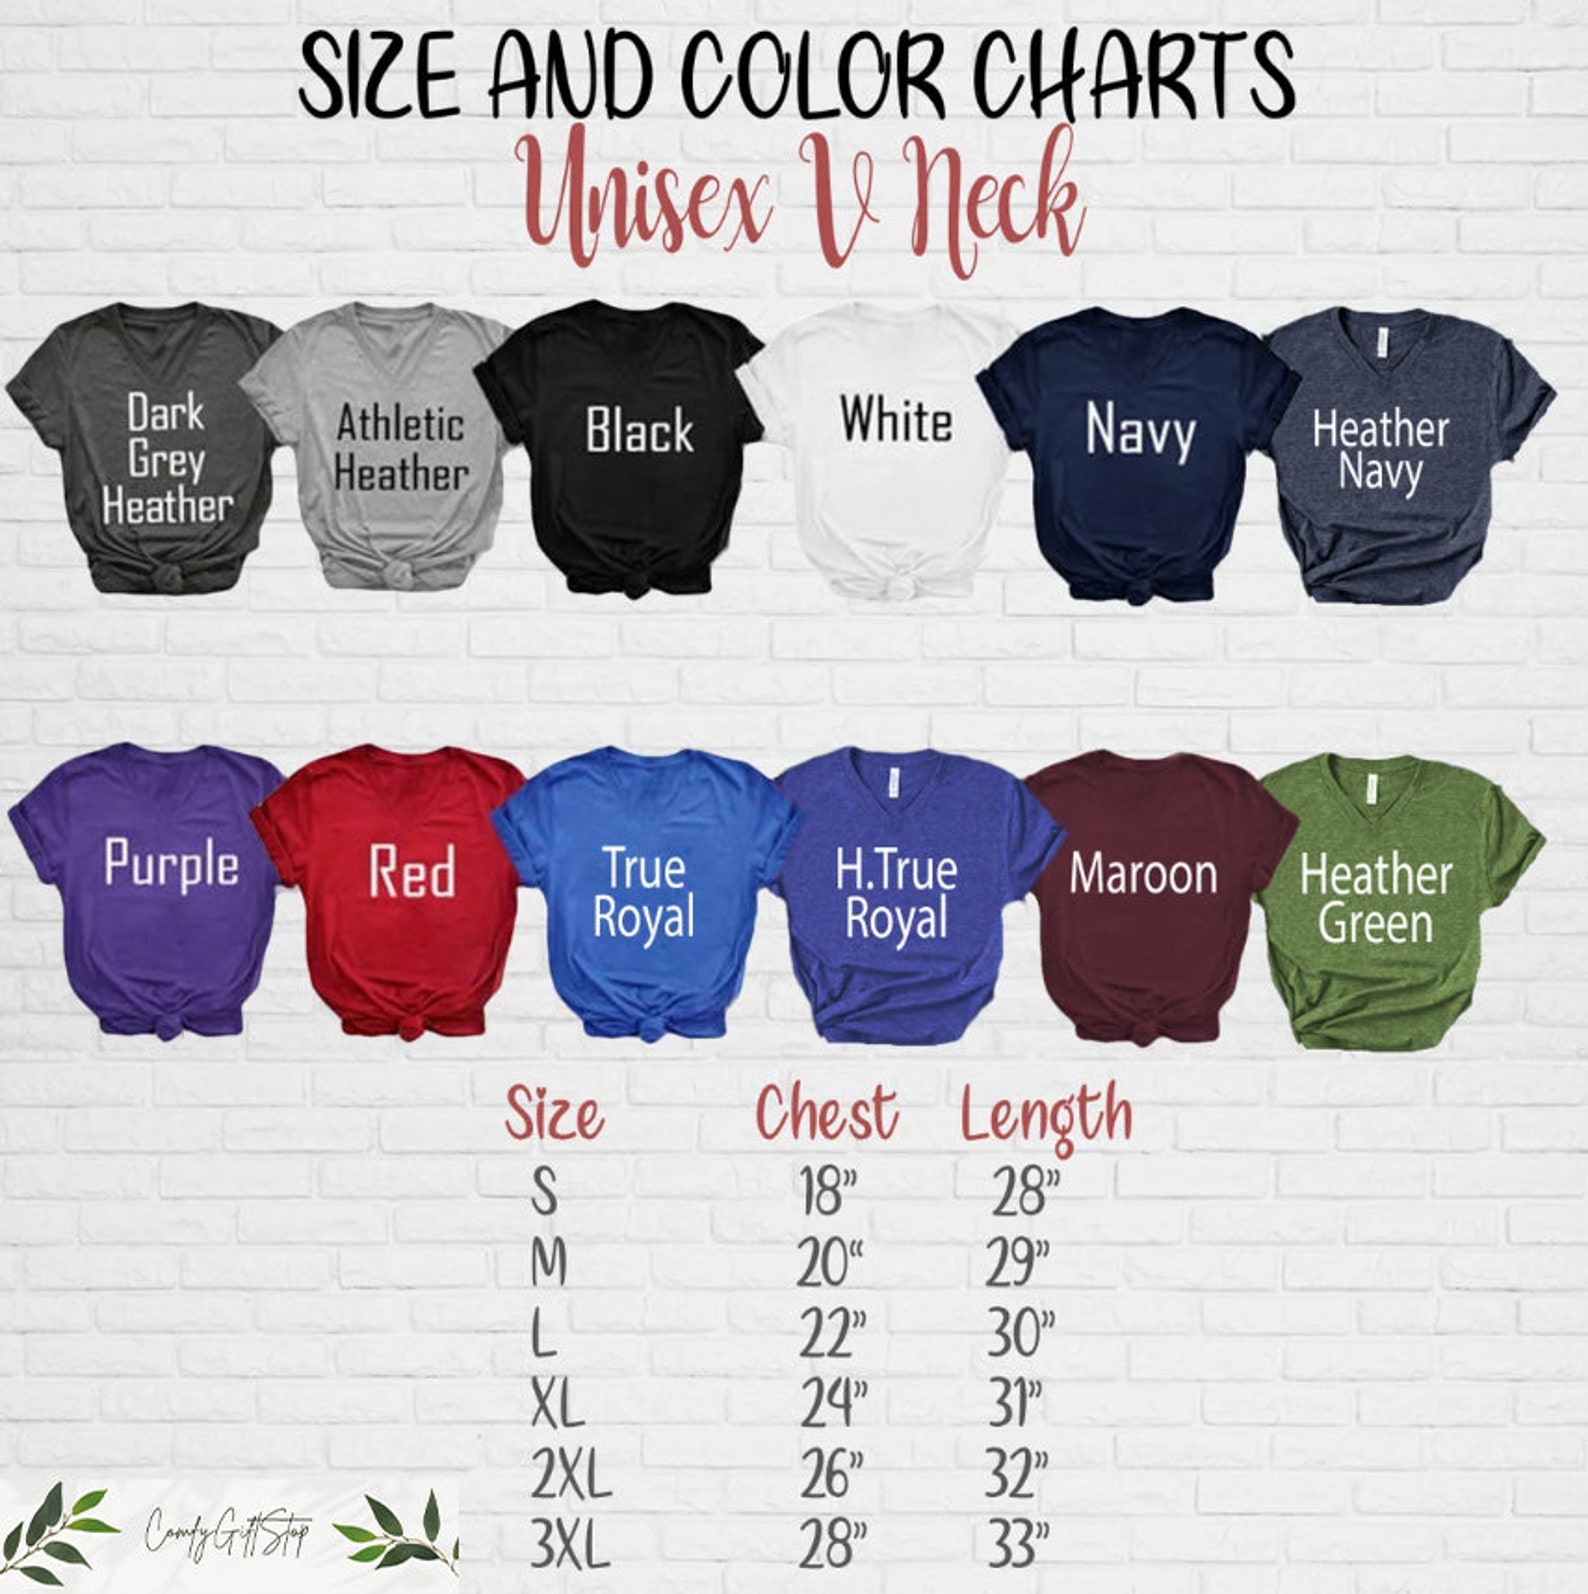 SIZE AND COLOR CHARTS
Unisex V Neck
Dark
Grey
Heather
Athletic
Heather
Black
White
Navy
Heather
Navy
Purple
Red
True
Royal
H.True
Royal
Maroon
Heather
Green
Size Chest Length
S 18” 28”
M 20“ 29”
L 22” 30”
XL 24” 31”
2XL 26” 32”
3XL 28” 33”
ComfyGiftStop